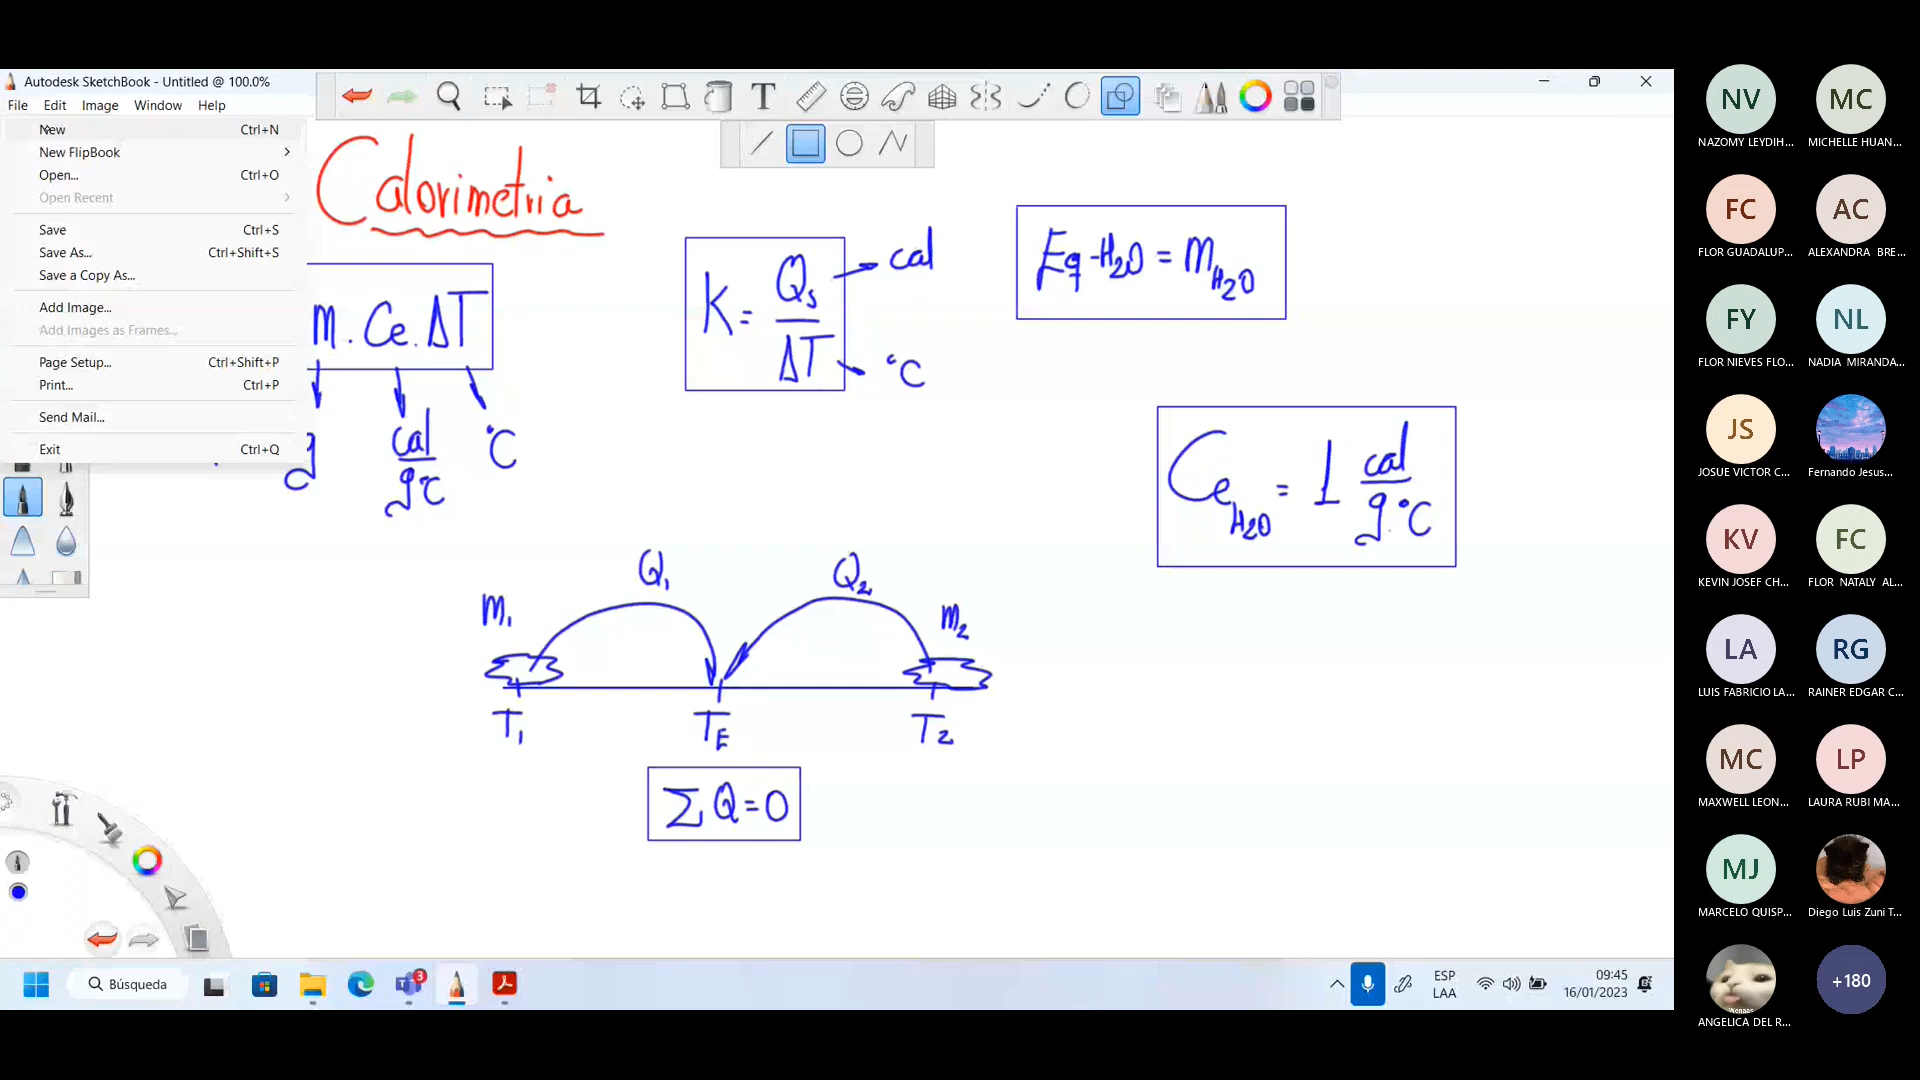 Autodesk SketchBook - Untitled @ 100.0%
File Edit Image Window Help
New Ctrl+N
New FlipBook
Open... Ctrl+O
Open Recent
Save Ctrl+S
Save As... Ctrl+Shift+S
Save a Copy As...
Add Image...
Add Images as Frames...
Page Setup... Ctrl+Shift+P
Print... Ctrl+P
Send Mail...
Exit Ctrl+Q
T
Calorimetria
m.Ce.ΔT
g
cal
g°C
°C
K = Qs
ΔT
cal
°C
Eq-H2O = mH2O
CeH2O = 1 cal
g.°C
Q1
Q2
m1
m2
T1
TE
T2
ΣQ=0
Búsqueda
3
ESP
LAA
09:45
16/01/2023
NV
MC
NAZOMY LEYDIH...
MICHELLE HUAN...
FC
AC
FLOR GUADALUP...
ALEXANDRA BRE...
FY
NL
FLOR NIEVES FLO...
NADIA MIRANDA...
JS
JOSUE VICTOR C...
Fernando Jesus...
KV
FC
KEVIN JOSEF CH...
FLOR NATALY AL...
LA
RG
LUIS FABRICIO LA...
RAINER EDGAR C...
MC
LP
MAXWELL LEON...
LAURA RUBI MA...
MJ
MARCELO QUISP...
Diego Luis Zuni T...
+180
ANGELICA DEL R...